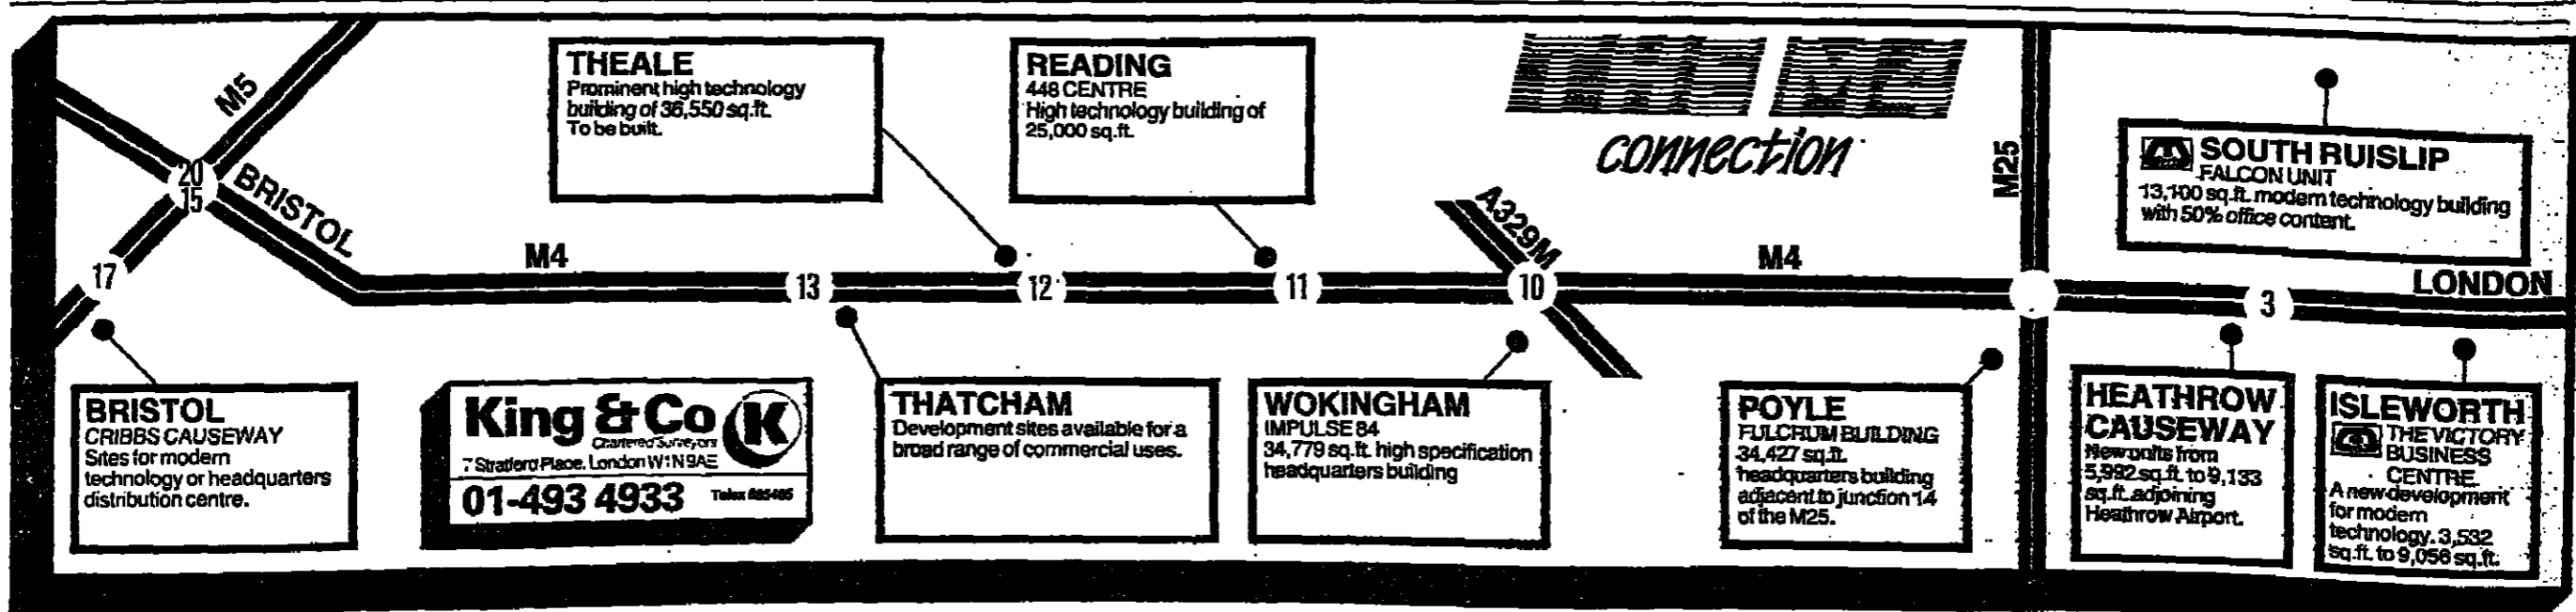 M5
20
15
BRISTOL
17
M4
13
12
11
10
A329M
M4
M25
3
LONDON
THEALE
Prominent high technology
building of 36,550 sq.ft.
To be built.
READING
448 CENTRE
High technology building of
25,000 sq.ft.
THE M4
connection
SOUTH RUISLIP
FALCON UNIT
13,100 sq.ft. modern technology building
with 50% office content.
BRISTOL
CRIBBS CAUSEWAY
Sites for modern
technology or headquarters
distribution centre.
King & Co K
Chartered Surveyors
7 Stratford Place, London W1N 9AE
01-493 4933
Telex 885485
THATCHAM
Development sites available for a
broad range of commercial uses.
WOKINGHAM
IMPULSE 84
34,779 sq.ft. high specification
headquarters building
POYLE
FULCRUM BUILDING
34,427 sq.ft.
headquarters building
adjacent to junction 14
of the M25.
HEATHROW
CAUSEWAY
New units from
5,992 sq.ft. to 9,133
sq.ft. adjoining
Heathrow Airport.
ISLEWORTH
THE VICTORY
BUSINESS
CENTRE
A new development
for modern
technology. 3,532
sq.ft. to 9,056 sq.ft.